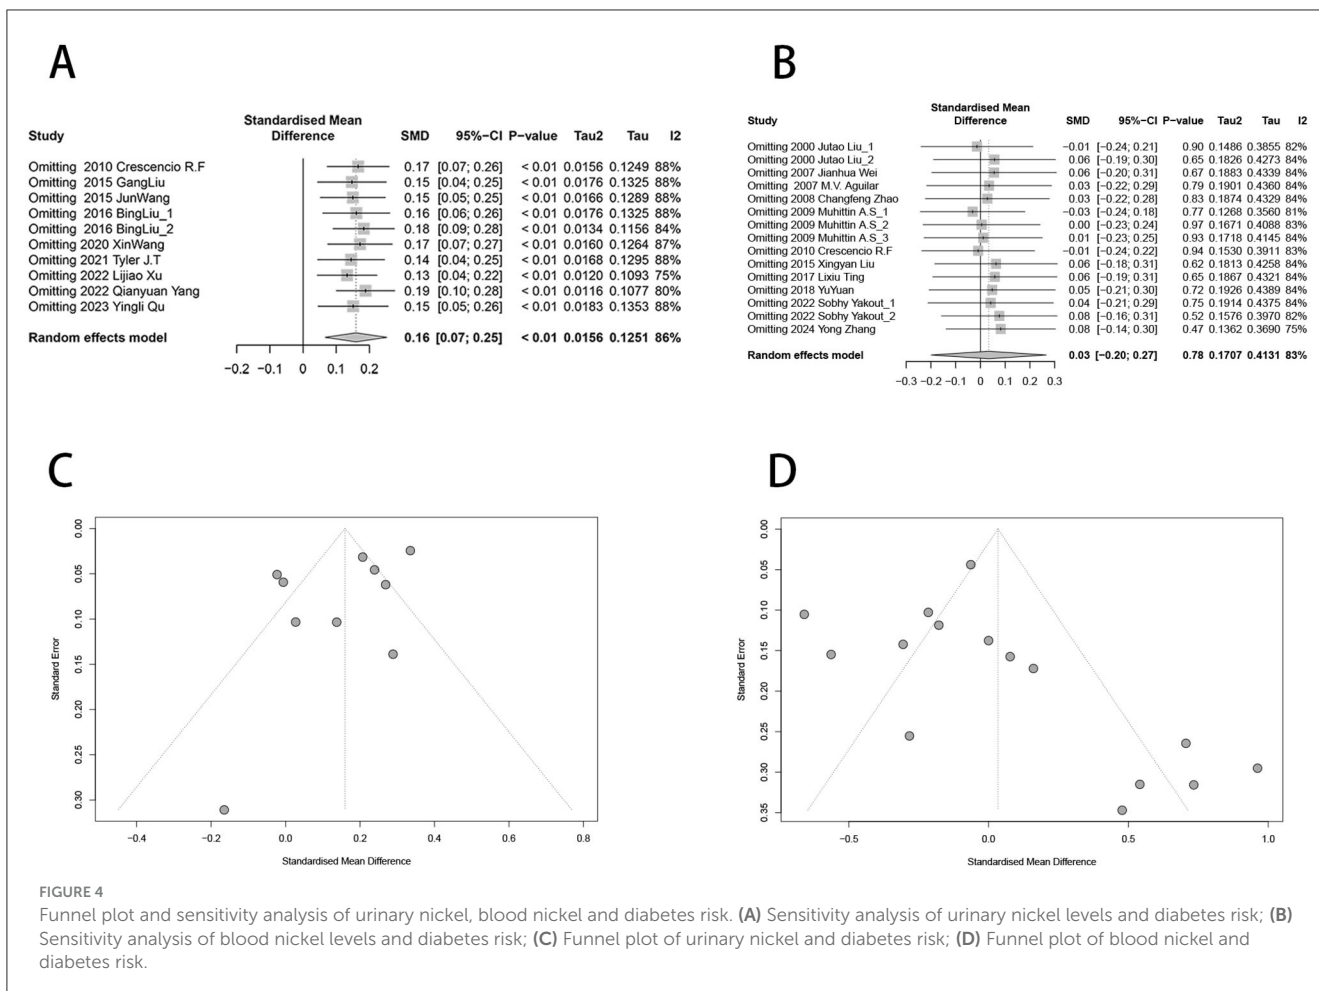 A
Standardised Mean
Study Difference SMD 95%−CI P−value Tau2 Tau I2
Omitting 2010 Crescencio R.F 0.17 [0.07; 0.26] < 0.01 0.0156 0.1249 88%
Omitting 2015 GangLiu 0.15 [0.04; 0.25] < 0.01 0.0176 0.1325 88%
Omitting 2015 JunWang 0.15 [0.05; 0.25] < 0.01 0.0166 0.1289 88%
Omitting 2016 BingLiu_1 0.16 [0.06; 0.26] < 0.01 0.0176 0.1325 88%
Omitting 2016 BingLiu_2 0.18 [0.09; 0.28] < 0.01 0.0134 0.1156 84%
Omitting 2020 XinWang 0.17 [0.07; 0.27] < 0.01 0.0160 0.1264 87%
Omitting 2021 Tyler J.T 0.14 [0.04; 0.25] < 0.01 0.0168 0.1295 88%
Omitting 2022 Lijiao Xu 0.13 [0.04; 0.22] < 0.01 0.0120 0.1093 75%
Omitting 2022 Qianyuan Yang 0.19 [0.10; 0.28] < 0.01 0.0116 0.1077 80%
Omitting 2023 Yingli Qu 0.15 [0.05; 0.26] < 0.01 0.0183 0.1353 88%
Random effects model 0.16 [0.07; 0.25] < 0.01 0.0156 0.1251 86%
−0.2 −0.1 0 0.1 0.2
B
Standardised Mean
Study Difference SMD 95%−CI P−value Tau2 Tau I2
Omitting 2000 Jutao Liu_1 −0.01 [−0.24; 0.21] 0.90 0.1486 0.3855 82%
Omitting 2000 Jutao Liu_2 0.06 [−0.19; 0.30] 0.65 0.1826 0.4273 84%
Omitting 2007 Jianhua Wei 0.06 [−0.20; 0.31] 0.67 0.1883 0.4339 84%
Omitting 2007 M.V. Aguilar 0.03 [−0.22; 0.29] 0.79 0.1901 0.4360 84%
Omitting 2008 Changfeng Zhao 0.03 [−0.22; 0.28] 0.83 0.1874 0.4329 84%
Omitting 2009 Muhittin A.S_1 −0.03 [−0.24; 0.18] 0.77 0.1268 0.3560 81%
Omitting 2009 Muhittin A.S_2 0.00 [−0.23; 0.24] 0.97 0.1671 0.4088 83%
Omitting 2009 Muhittin A.S_3 0.01 [−0.23; 0.25] 0.93 0.1718 0.4145 84%
Omitting 2010 Crescencio R.F −0.01 [−0.24; 0.22] 0.94 0.1530 0.3911 83%
Omitting 2015 Xingyan Liu 0.06 [−0.18; 0.31] 0.62 0.1813 0.4258 84%
Omitting 2017 Lixiu Ting 0.06 [−0.19; 0.31] 0.65 0.1867 0.4321 84%
Omitting 2018 YuYuan 0.05 [−0.21; 0.30] 0.72 0.1926 0.4389 84%
Omitting 2022 Sobhy Yakout_1 0.04 [−0.21; 0.29] 0.75 0.1914 0.4375 84%
Omitting 2022 Sobhy Yakout_2 0.08 [−0.16; 0.31] 0.52 0.1576 0.3970 82%
Omitting 2024 Yong Zhang 0.08 [−0.14; 0.30] 0.47 0.1362 0.3690 75%
Random effects model 0.03 [−0.20; 0.27] 0.78 0.1707 0.4131 83%
−0.3 −0.2 −0.1 0 0.1 0.2 0.3
C
Standard Error
0.00
0.05
0.10
0.15
0.20
0.25
0.30
−0.4 −0.2 0.0 0.2 0.4 0.6 0.8
Standardised Mean Difference
D
Standard Error
0.00
0.05
0.10
0.15
0.20
0.25
0.30
0.35
−0.5 0.0 0.5 1.0
Standardised Mean Difference
FIGURE 4
Funnel plot and sensitivity analysis of urinary nickel, blood nickel and diabetes risk. (A) Sensitivity analysis of urinary nickel levels and diabetes risk; (B)
Sensitivity analysis of blood nickel levels and diabetes risk; (C) Funnel plot of urinary nickel and diabetes risk; (D) Funnel plot of blood nickel and
diabetes risk.